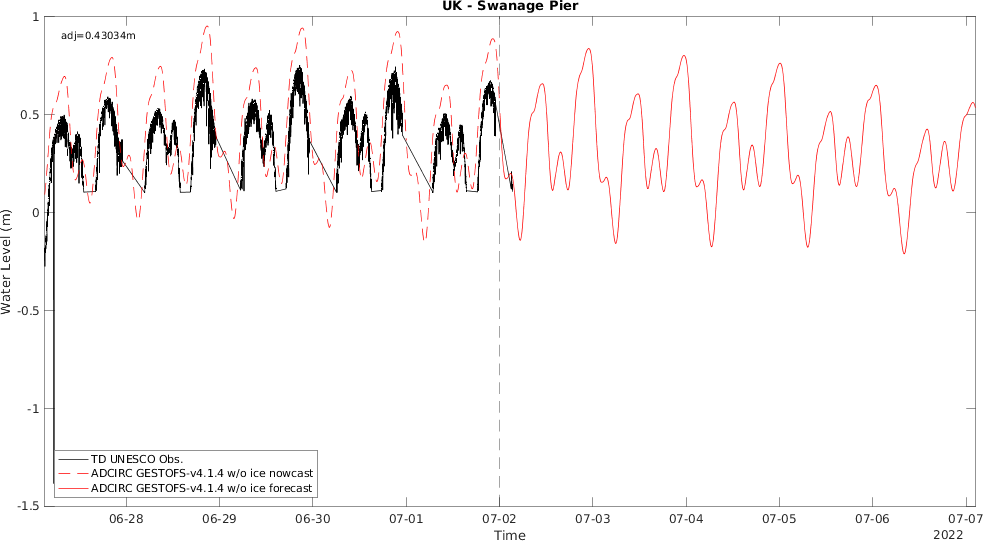 UK - Swanage Pier
adj=0.43034m
1
0.5
0
-0.5
-1
-1.5
Water Level (m)
TD UNESCO Obs.
ADCIRC GESTOFS-v4.1.4 w/o ice nowcast
ADCIRC GESTOFS-v4.1.4 w/o ice forecast
06-28 06-29 06-30 07-01 07-02 07-03 07-04 07-05 07-06 07-07
Time
2022